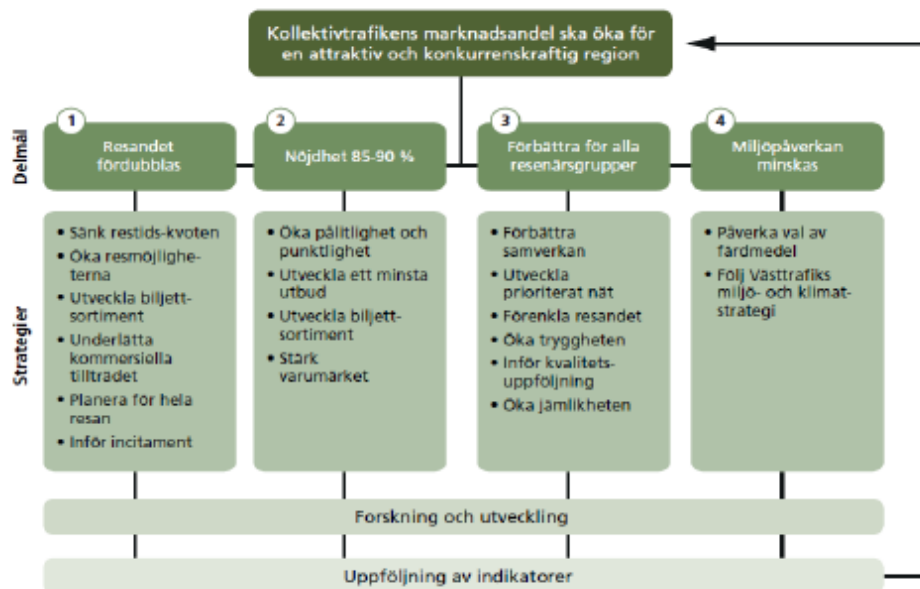 Kollektivtrafikens marknadsandel ska öka för
en attraktiv och konkurrenskraftig region
Delmål
1
Resandet
fördubblas
2
Nöjdhet 85-90 %
3
Förbättra för alla
resenärsgrupper
4
Miljöpåverkan
minskas
Strategier
• Sänk restids-kvoten
• Öka resmöjlighe-
terna
• Utveckla biljett-
sortiment
• Underlätta
kommersiella
tillträdet
• Planera för hela
resan
• Inför incitament
• Öka pålitlighet och
punktlighet
• Utveckla ett minsta
utbud
• Utveckla biljett-
sortiment
• Stärk
varumärket
• Förbättra
samverkan
• Utveckla
prioriterat nät
• Förenkla resandet
• Öka tryggheten
• Inför kvalitets-
uppföljning
• Öka jämlikheten
• Påverka val av
färdmedel
• Följ Västtrafiks
miljö- och klimat-
strategi
Forskning och utveckling
Uppföljning av indikatorer